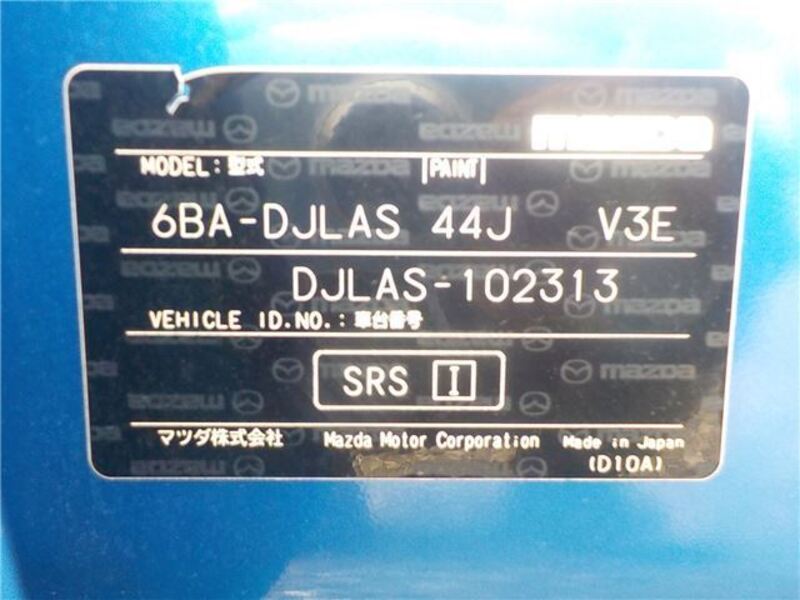 mazda
MODEL : 型式 PAINT
6BA-DJLAS 44J V3E
DJLAS-102313
VEHICLE ID.NO. : 車台番号
SRS I
マツダ株式会社 Mazda Motor Corporation Made in Japan
(D10A)